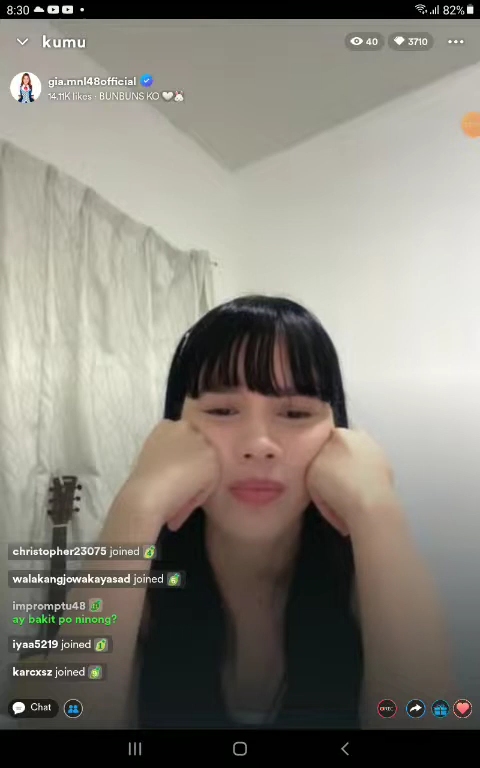 8:30
82%
kumu
40
3710
gia.mnl48official
14.11K likes · BUNBUNS KO
christopher23075 joined
walakangjowakayasad joined
impromptu48
ay bakit po ninong?
iyaa5219 joined
karcxsz joined
Chat